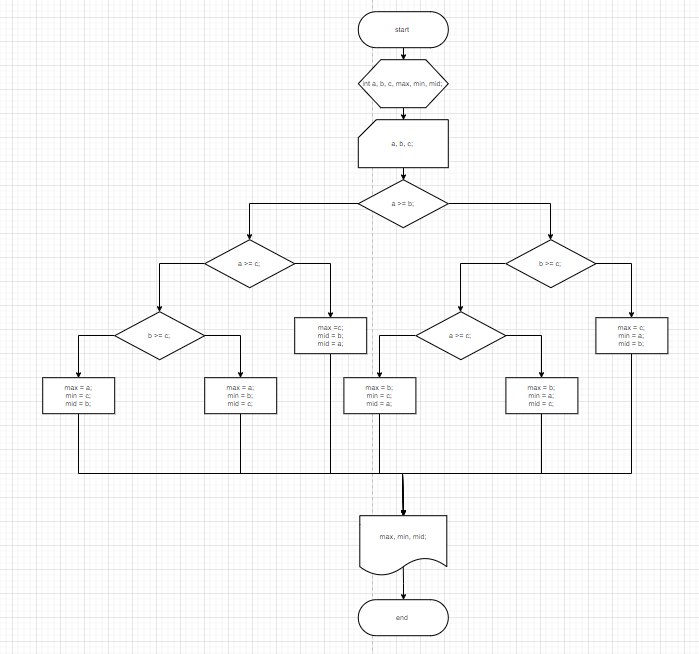 start
int a, b, c, max, min, mid;
a, b, c;
a >= b;
a >= c;
b >= c;
b >= c;
max =c;
mid = b;
mid = a;
a >= c;
max = c;
min = a;
mid = b;
max = a;
min = c;
mid = b;
max = a;
min = b;
mid = c;
max = b;
min = c;
mid = a;
max = b;
min = a;
mid = c;
max, min, mid;
end